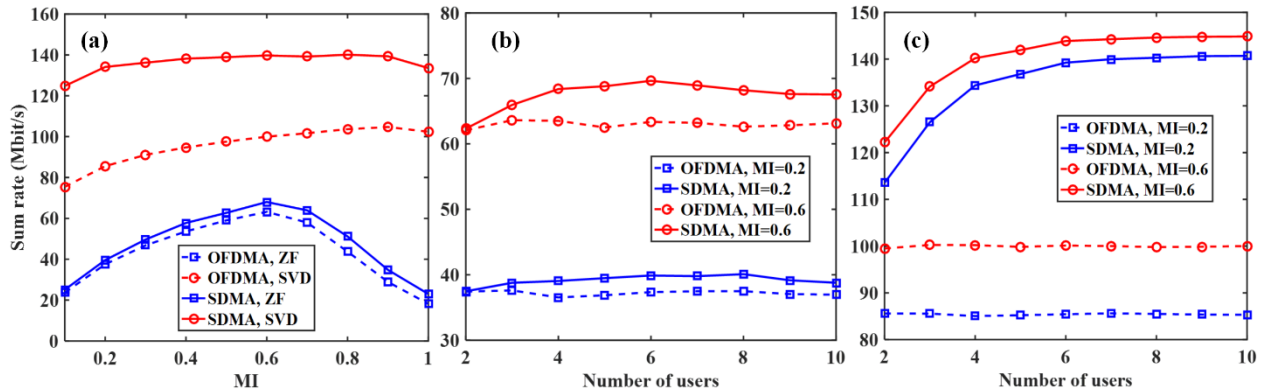 (a)
Sum rate (Mbit/s)
160
140
120
100
80
60
40
20
0
OFDMA, ZF
OFDMA, SVD
SDMA, ZF
SDMA, SVD
0.2
0.4
0.6
0.8
1
MI
(b)
80
70
60
50
40
30
OFDMA, MI=0.2
SDMA, MI=0.2
OFDMA, MI=0.6
SDMA, MI=0.6
2
4
6
8
10
Number of users
(c)
150
140
130
120
110
100
90
80
OFDMA, MI=0.2
SDMA, MI=0.2
OFDMA, MI=0.6
SDMA, MI=0.6
2
4
6
8
10
Number of users